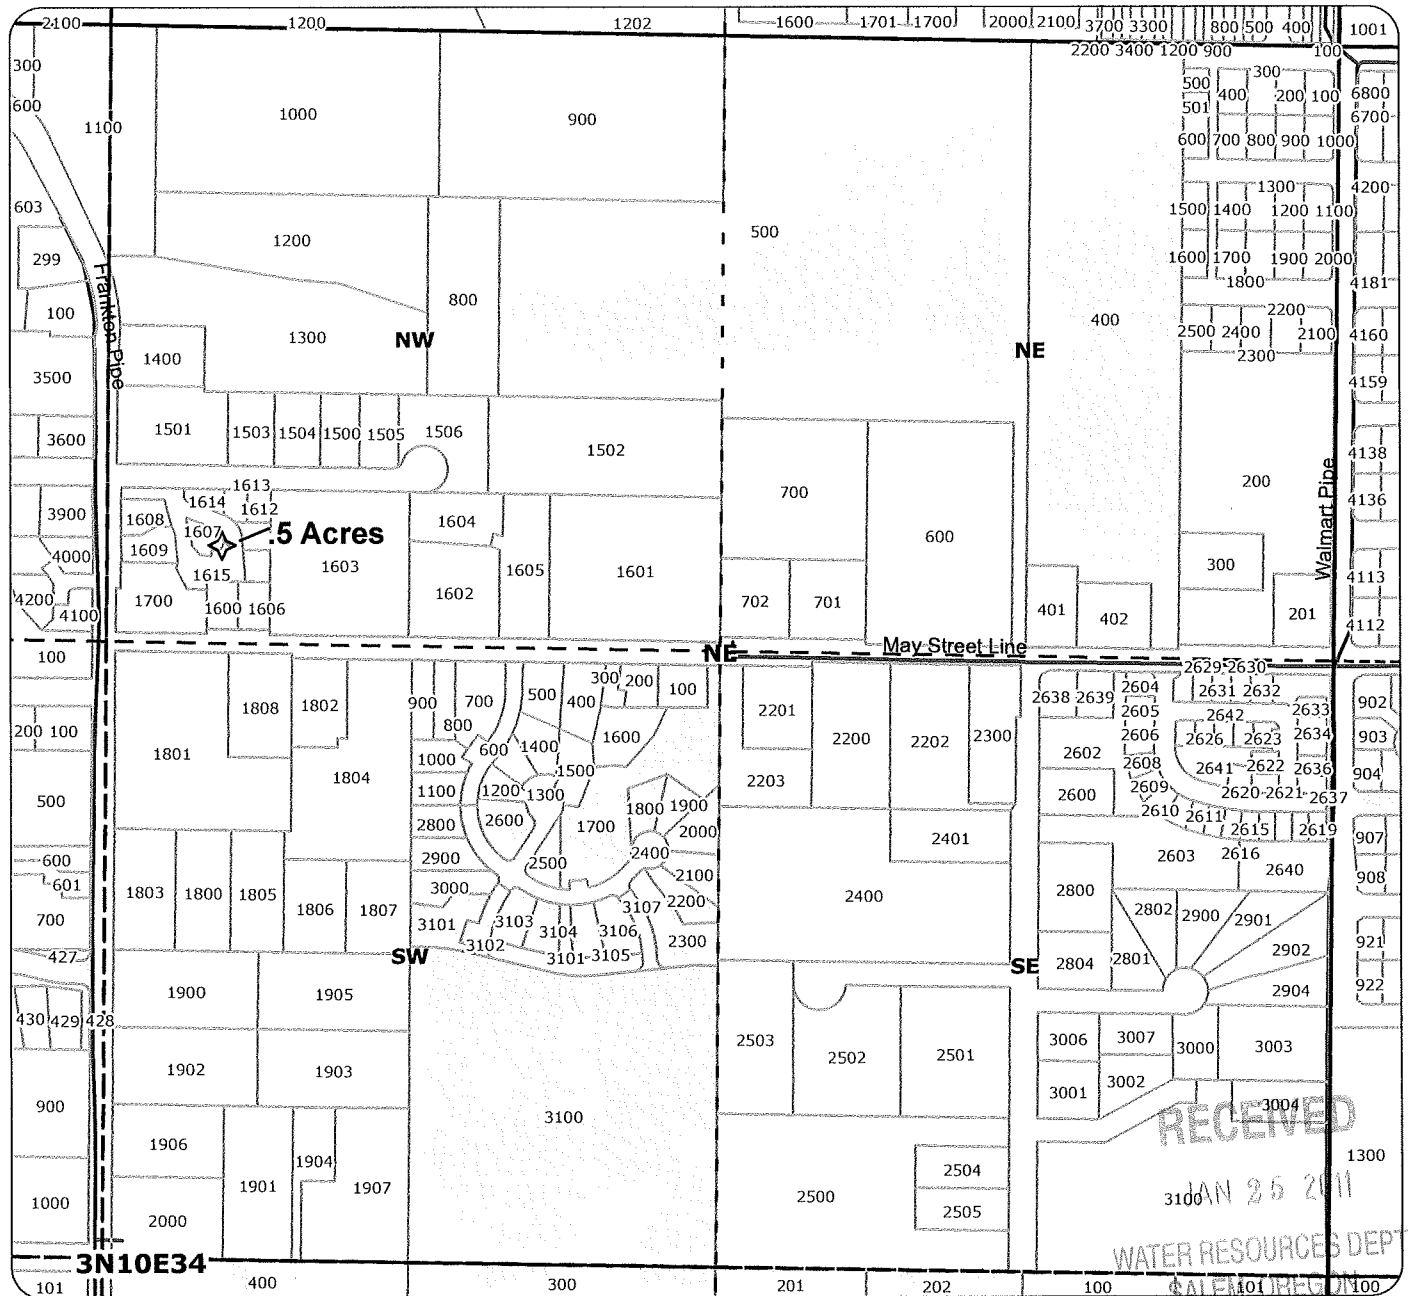 2100 1200 1202 1600 1701 1700 2000 2100 3700 3300 800 500 400 1001
2200 3400 1200 900 100
300 600 1100 1000 900
300
500 400 200 100 6800
501 6700
600 700 800 900 1000
603 1200 500
1300 4200
1500 1400 1200 1100
299 800 1600 1700 1900 2000
1800 4181
100 1300 NW 400 NE
2200
2500 2400 2100 4160
2300
Frankton Pipe
1400
3500 4159
3600 1501 1503 1504 1500 1505 1506 1502 4138
200
Walmart Pipe
700 600 4136
1613
1614 1612
3900 1608 1607 .5 Acres 1604
4000 1609 1603 1605 1601
1615 300 4113
4200 1700 1600 1606 1602 702 701 401 402 201
4100 4112
NE May Street Line
100
2629 2630
1808 1802 900 700 500 400 300 200 100
800
2201 2200 2202 2300
2638 2639 2604 2631 2632 2633 902
2605 2642
200 100 1801 1804 1000 600 1400 1600
2602 2606 2626 2623 2634 903
1500 2203
2608 2641 2622 2636 904
500 1100 1200 1300 1800 1900
2600 2609 2620 2621 2637
2610 2611
2800 2600 1700 2000 2401
2615 2619 907
600 2900 2500 2400 2603 2616
601 1803 1800 1805 1806 1807 3000 2100 2400 2800 2640 908
700 3101 3103 3104 3107 3106 2200
2802 2900 2901
3102 3101 3105 2300
427 SW SE
2804 2801 2902 921
1900 1905 2904 922
430 429 428
2503 2502 2501 3006 3007 3000 3003
1902 1903 3001 3002
900 3100 3004
RECEIVED
1906 1904 2504 1300
1000 1901 1907 2500 2505 3100
JAN 25 2011
2000
WATER RESOURCES DEPT
SALEM, OREGON
3N10E34
101 400 300 201 202 100 101 100